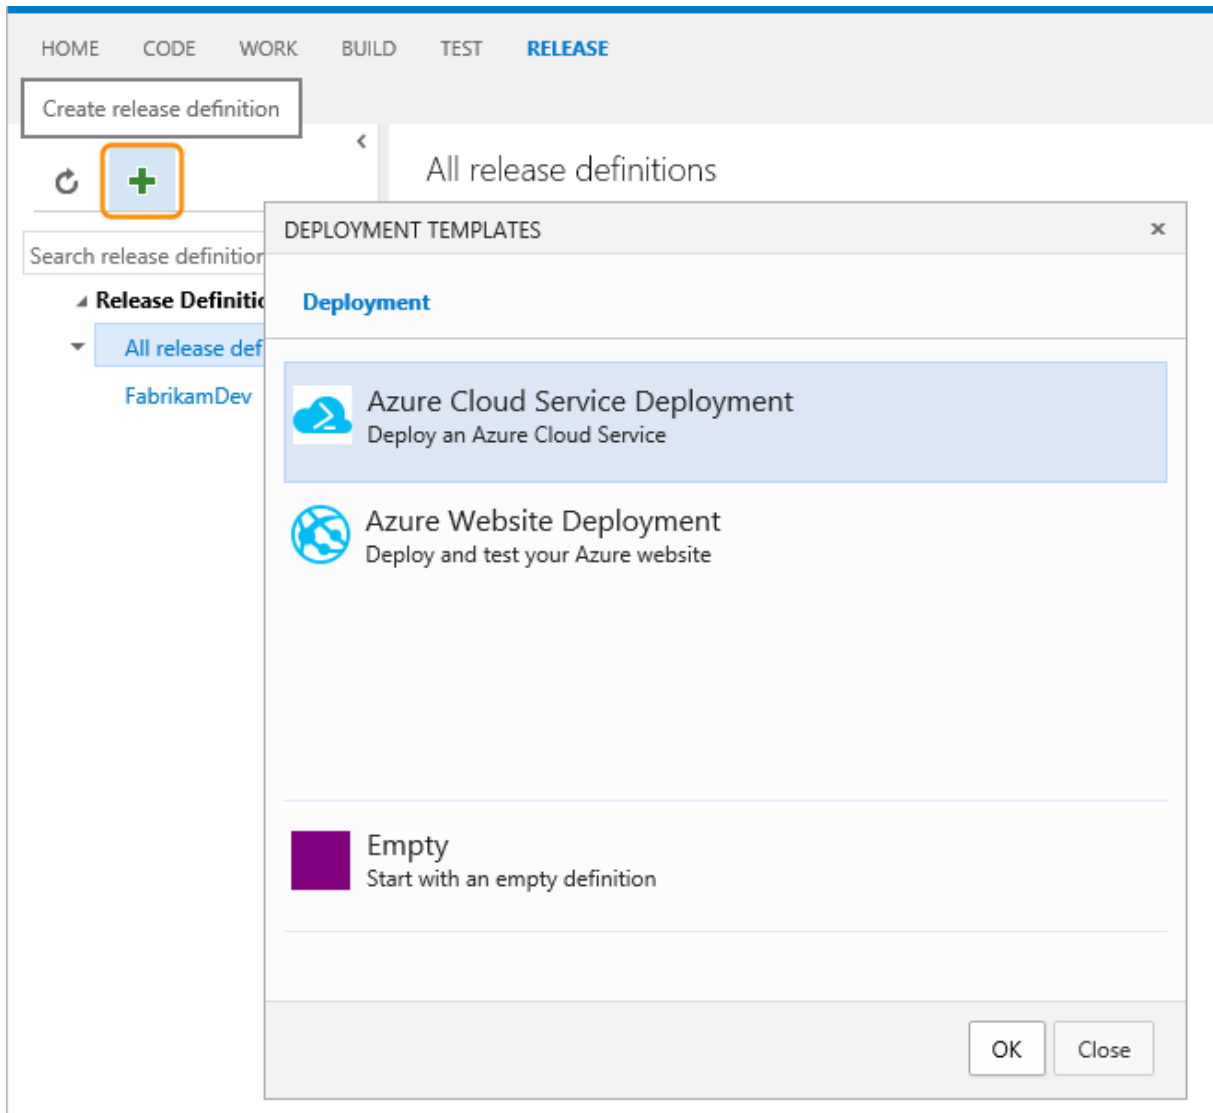 HOME CODE WORK BUILD TEST RELEASE
Create release definition
All release definitions
Search release definition
Release Definitio
All release def
FabrikamDev
DEPLOYMENT TEMPLATES
Deployment
Azure Cloud Service Deployment
Deploy an Azure Cloud Service
Azure Website Deployment
Deploy and test your Azure website
Empty
Start with an empty definition
OK Close